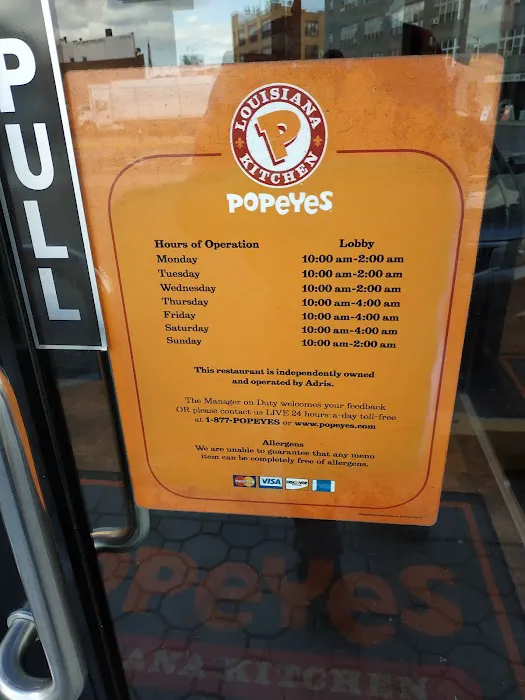 PULL
LOUISIANA
P
KITCHEN
POPEYES
Hours of Operation Lobby
Monday 10:00 am-2:00 am
Tuesday 10:00 am-2:00 am
Wednesday 10:00 am-2:00 am
Thursday 10:00 am-4:00 am
Friday 10:00 am-4:00 am
Saturday 10:00 am-4:00 am
Sunday 10:00 am-2:00 am
This restaurant is independently owned
and operated by Adris.
The Manager on Duty welcomes your feedback
OR please contact us LIVE 24 hours-a-day toll-free
at 1-877-POPEYES or www.popeyes.com
Allergens
We are unable to guarantee that any menu
item can be completely free of allergens.
MasterCard VISA DISCOVER
POPEYES
ANA KITCHEN